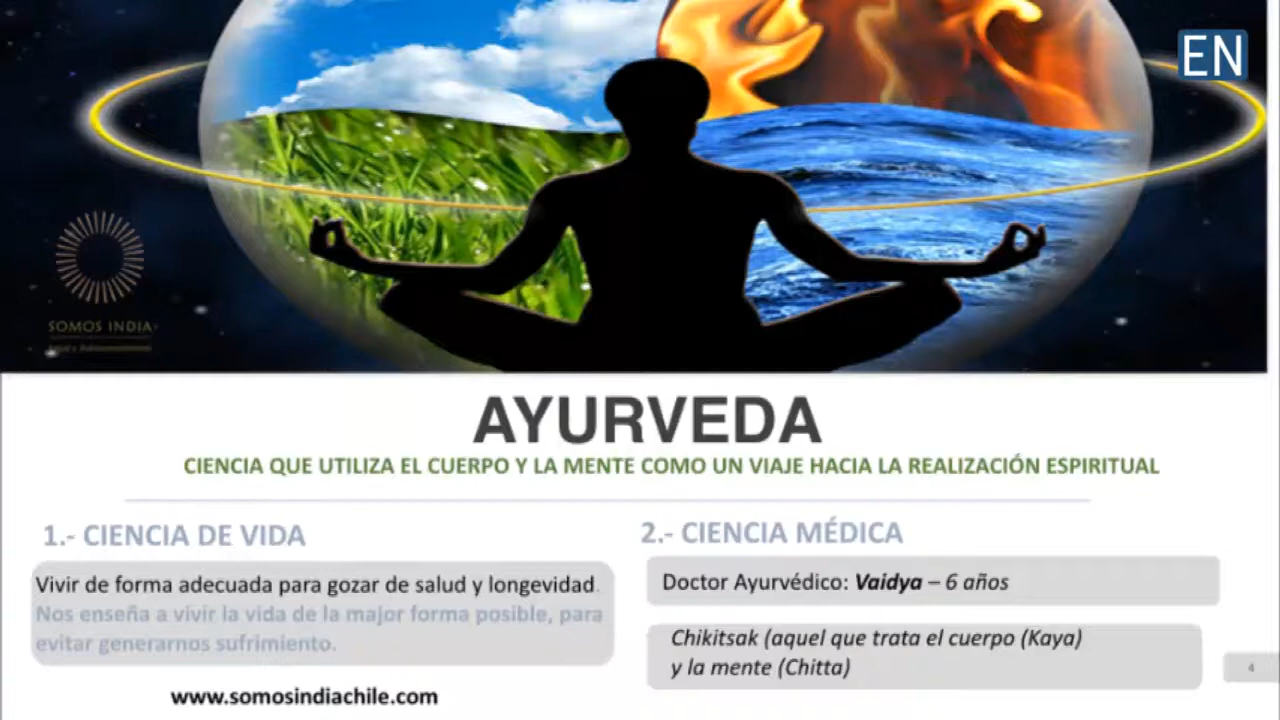 EN
SOMOS INDIA
AYURVEDA
CIENCIA QUE UTILIZA EL CUERPO Y LA MENTE COMO UN VIAJE HACIA LA REALIZACIÓN ESPIRITUAL
1.- CIENCIA DE VIDA
Vivir de forma adecuada para gozar de salud y longevidad.
Nos enseña a vivir la vida de la major forma posible, para
evitar generarnos sufrimiento.
www.somosindiachile.com
2.- CIENCIA MÉDICA
Doctor Ayurvédico: Vaidya – 6 años
Chikitsak (aquel que trata el cuerpo (Kaya)
y la mente (Chitta)
4